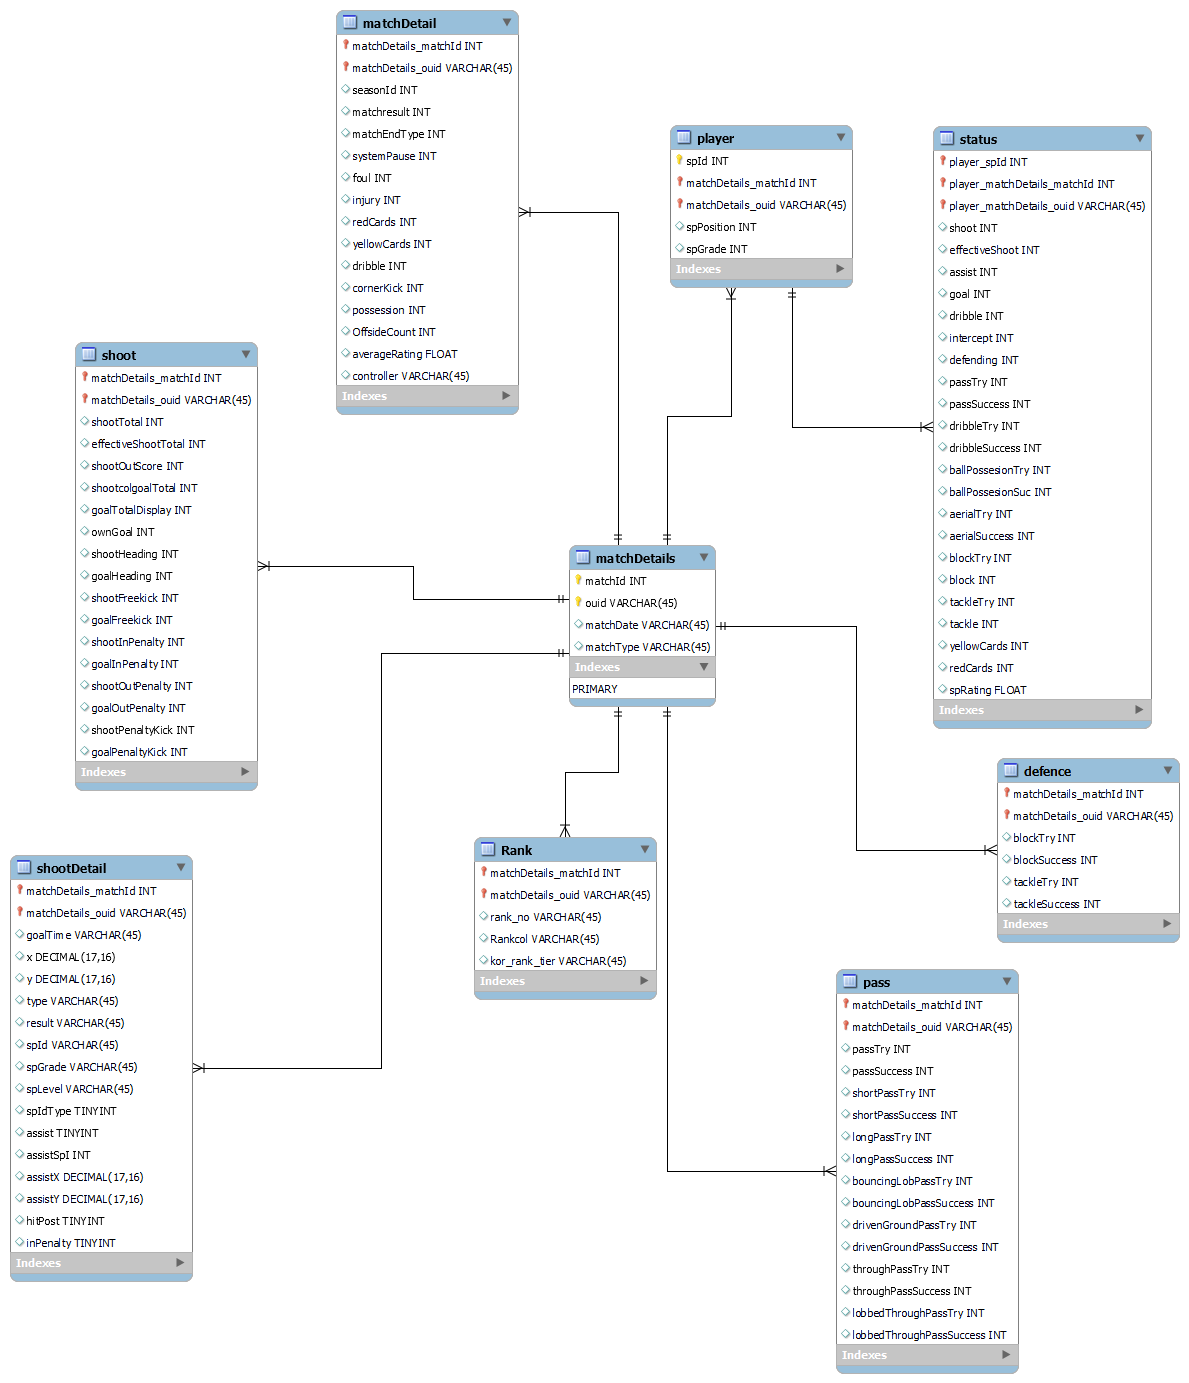 matchDetail
matchDetails_matchId INT
matchDetails_ouid VARCHAR(45)
seasonId INT
matchresult INT
matchEndType INT
systemPause INT
foul INT
injury INT
redCards INT
yellowCards INT
dribble INT
cornerKick INT
possession INT
OffsideCount INT
averageRating FLOAT
controller VARCHAR(45)
Indexes
player
spId INT
matchDetails_matchId INT
matchDetails_ouid VARCHAR(45)
spPosition INT
spGrade INT
Indexes
status
player_spId INT
player_matchDetails_matchId INT
player_matchDetails_ouid VARCHAR(45)
shoot INT
effectiveShoot INT
assist INT
goal INT
dribble INT
intercept INT
defending INT
passTry INT
passSuccess INT
dribbleTry INT
dribbleSuccess INT
ballPossesionTry INT
ballPossesionSuc INT
aerialTry INT
aerialSuccess INT
blockTry INT
block INT
tackleTry INT
tackle INT
yellowCards INT
redCards INT
spRating FLOAT
Indexes
shoot
matchDetails_matchId INT
matchDetails_ouid VARCHAR(45)
shootTotal INT
effectiveShootTotal INT
shootOutScore INT
shootcolgoalTotal INT
goalTotalDisplay INT
ownGoal INT
shootHeading INT
goalHeading INT
shootFreekick INT
goalFreekick INT
shootInPenalty INT
goalInPenalty INT
shootOutPenalty INT
goalOutPenalty INT
shootPenaltyKick INT
goalPenaltyKick INT
Indexes
matchDetails
matchId INT
ouid VARCHAR(45)
matchDate VARCHAR(45)
matchType VARCHAR(45)
Indexes
PRIMARY
defence
matchDetails_matchId INT
matchDetails_ouid VARCHAR(45)
blockTry INT
blockSuccess INT
tackleTry INT
tackleSuccess INT
Indexes
Rank
matchDetails_matchId INT
matchDetails_ouid VARCHAR(45)
rank_no VARCHAR(45)
Rankcol VARCHAR(45)
kor_rank_tier VARCHAR(45)
Indexes
shootDetail
matchDetails_matchId INT
matchDetails_ouid VARCHAR(45)
goalTime VARCHAR(45)
x DECIMAL(17,16)
y DECIMAL(17,16)
type VARCHAR(45)
result VARCHAR(45)
spId VARCHAR(45)
spGrade VARCHAR(45)
spLevel VARCHAR(45)
spIdType TINYINT
assist TINYINT
assistSpI INT
assistX DECIMAL(17,16)
assistY DECIMAL(17,16)
hitPost TINYINT
inPenalty TINYINT
Indexes
pass
matchDetails_matchId INT
matchDetails_ouid VARCHAR(45)
passTry INT
passSuccess INT
shortPassTry INT
shortPassSuccess INT
longPassTry INT
longPassSuccess INT
bouncingLobPassTry INT
bouncingLobPassSuccess INT
drivenGroundPassTry INT
drivenGroundPassSuccess INT
throughPassTry INT
throughPassSuccess INT
lobbedThroughPassTry INT
lobbedThroughPassSuccess INT
Indexes